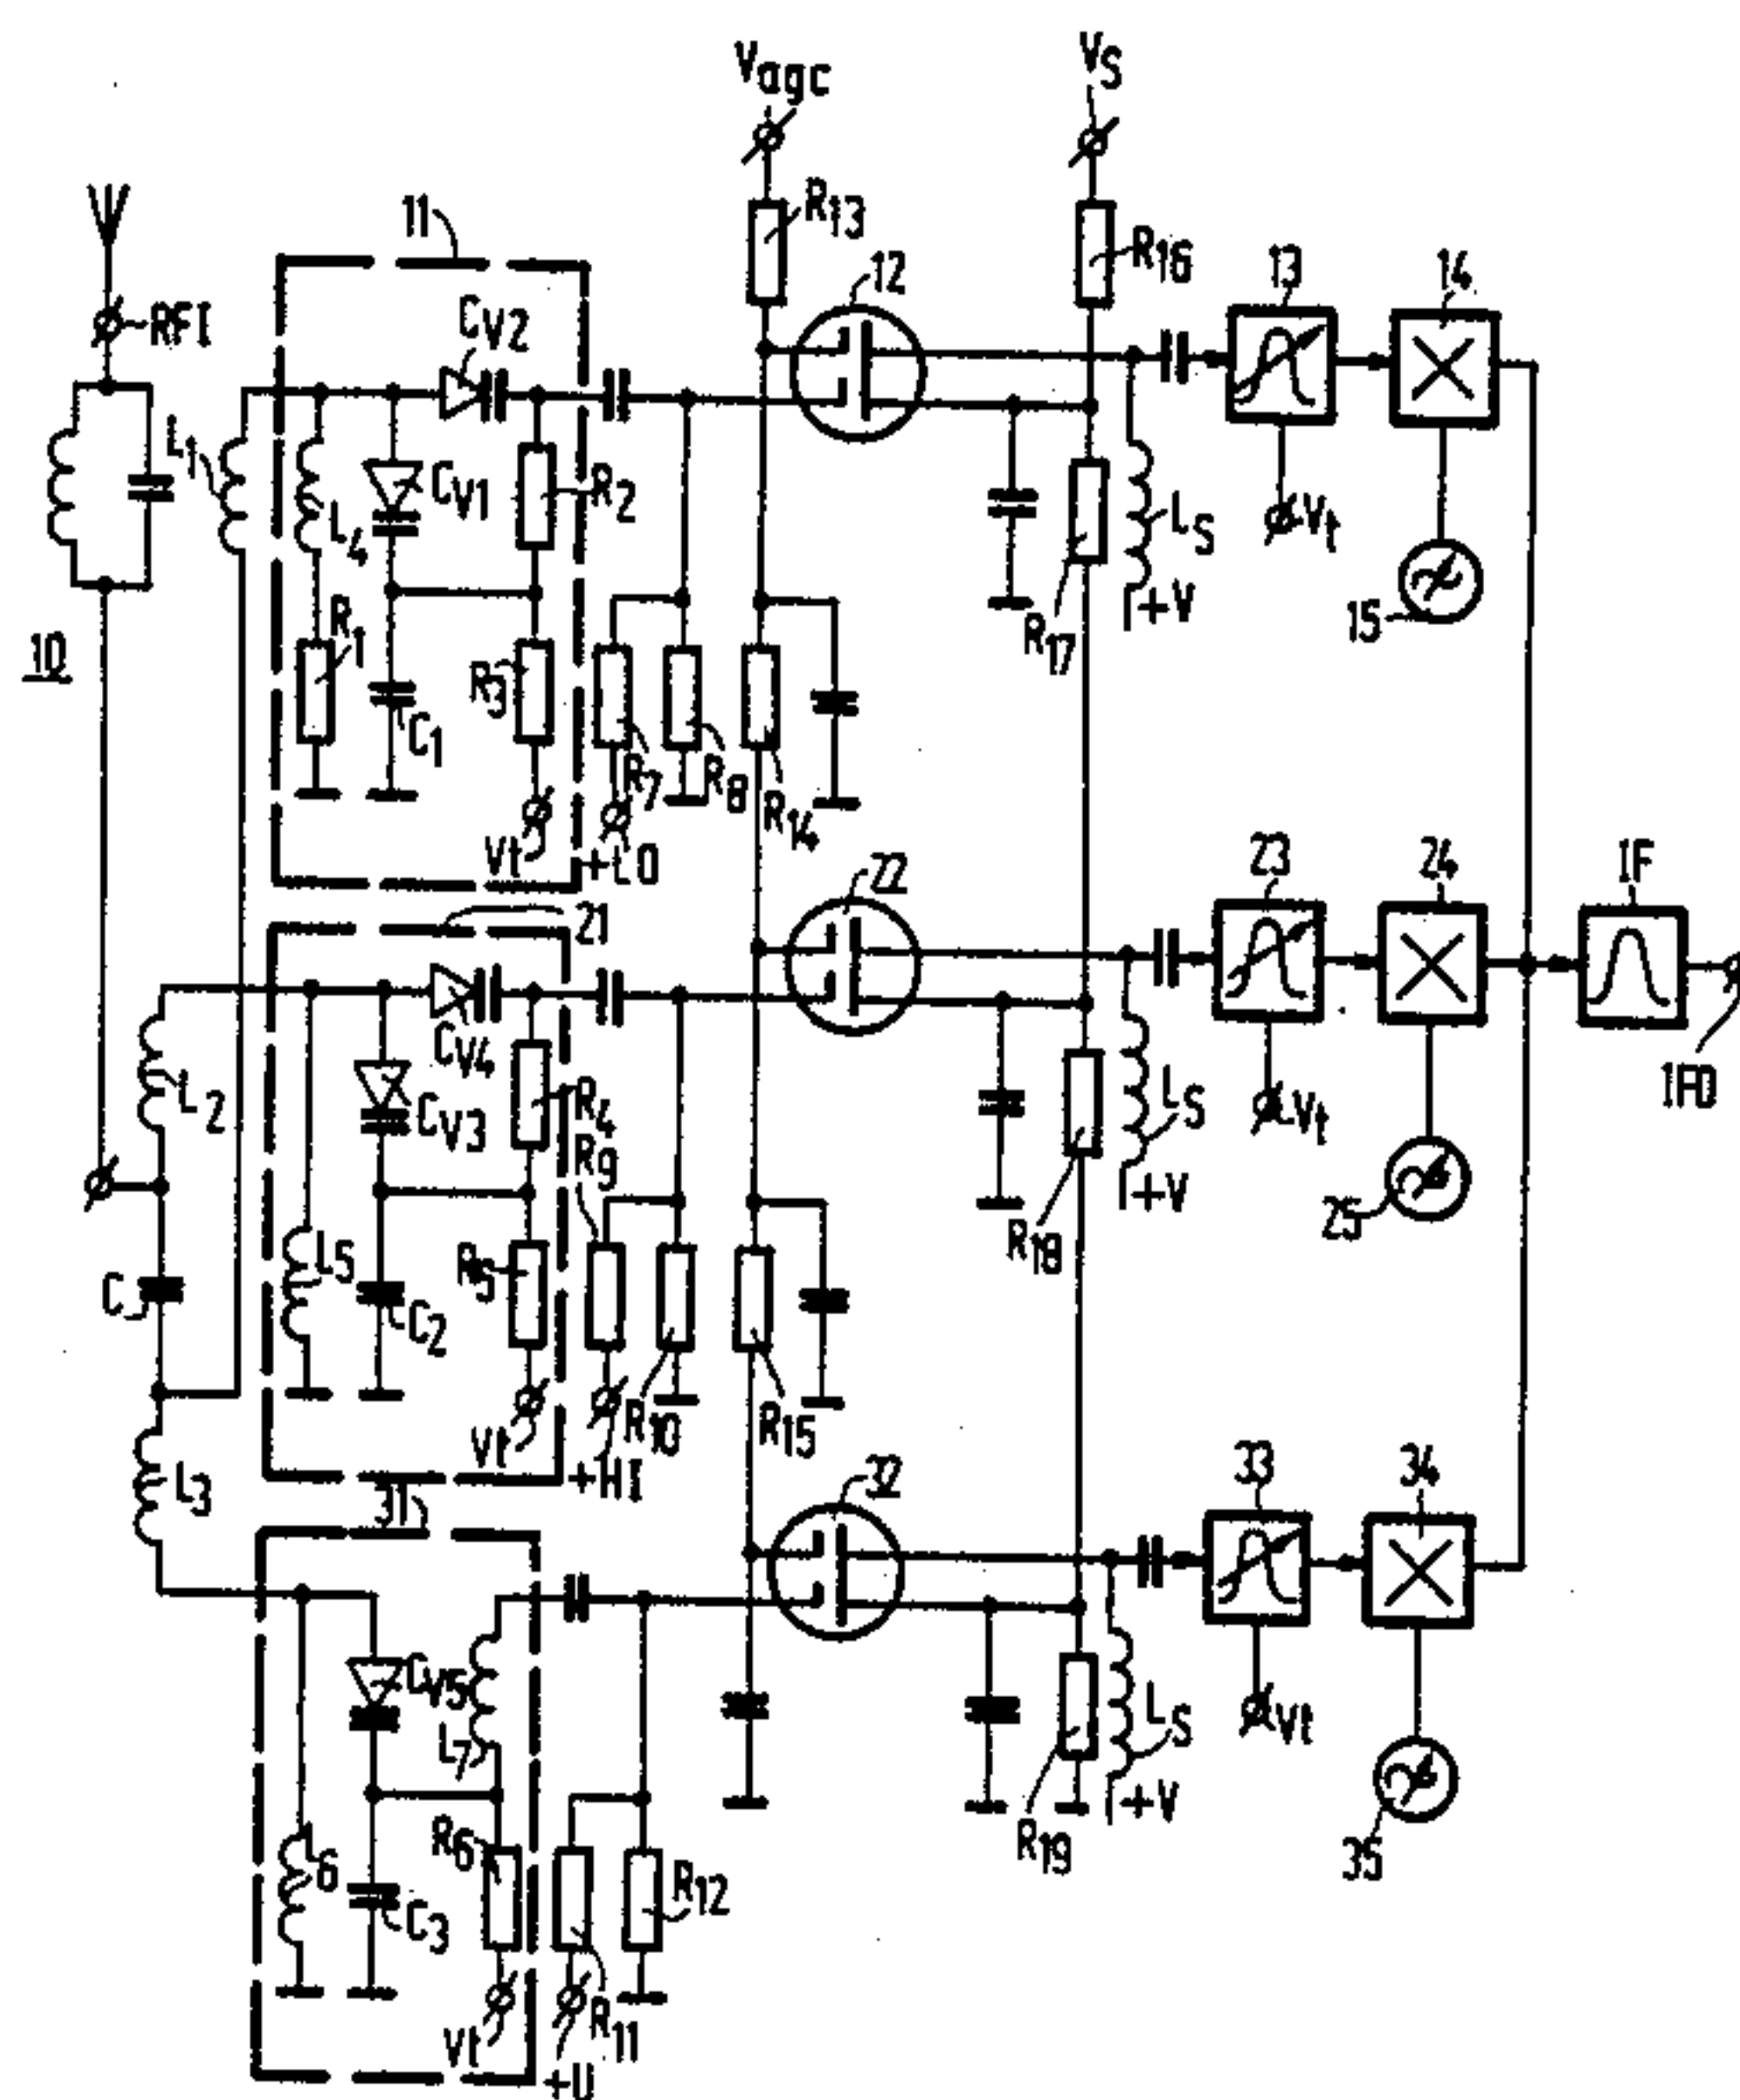 Vagc
VS
R13
R16
11
12
13
14
RFI
CV2
L1
CV1
R2
L4
LS
Vt
+V
15
R17
10
R1
R3
C1
R7
R8
R14
Vt
+LO
23
24
IF
22
21
CV4
R4
L2
CV3
R9
LS
Vt
+V
IFO
25
R18
C
L5
R5
C2
R10
R15
Vt
+HI
33
34
32
L3
31
CV5
L7
LS
Vt
+V
R19
35
L6
R6
C3
R12
R11
Vt
+U